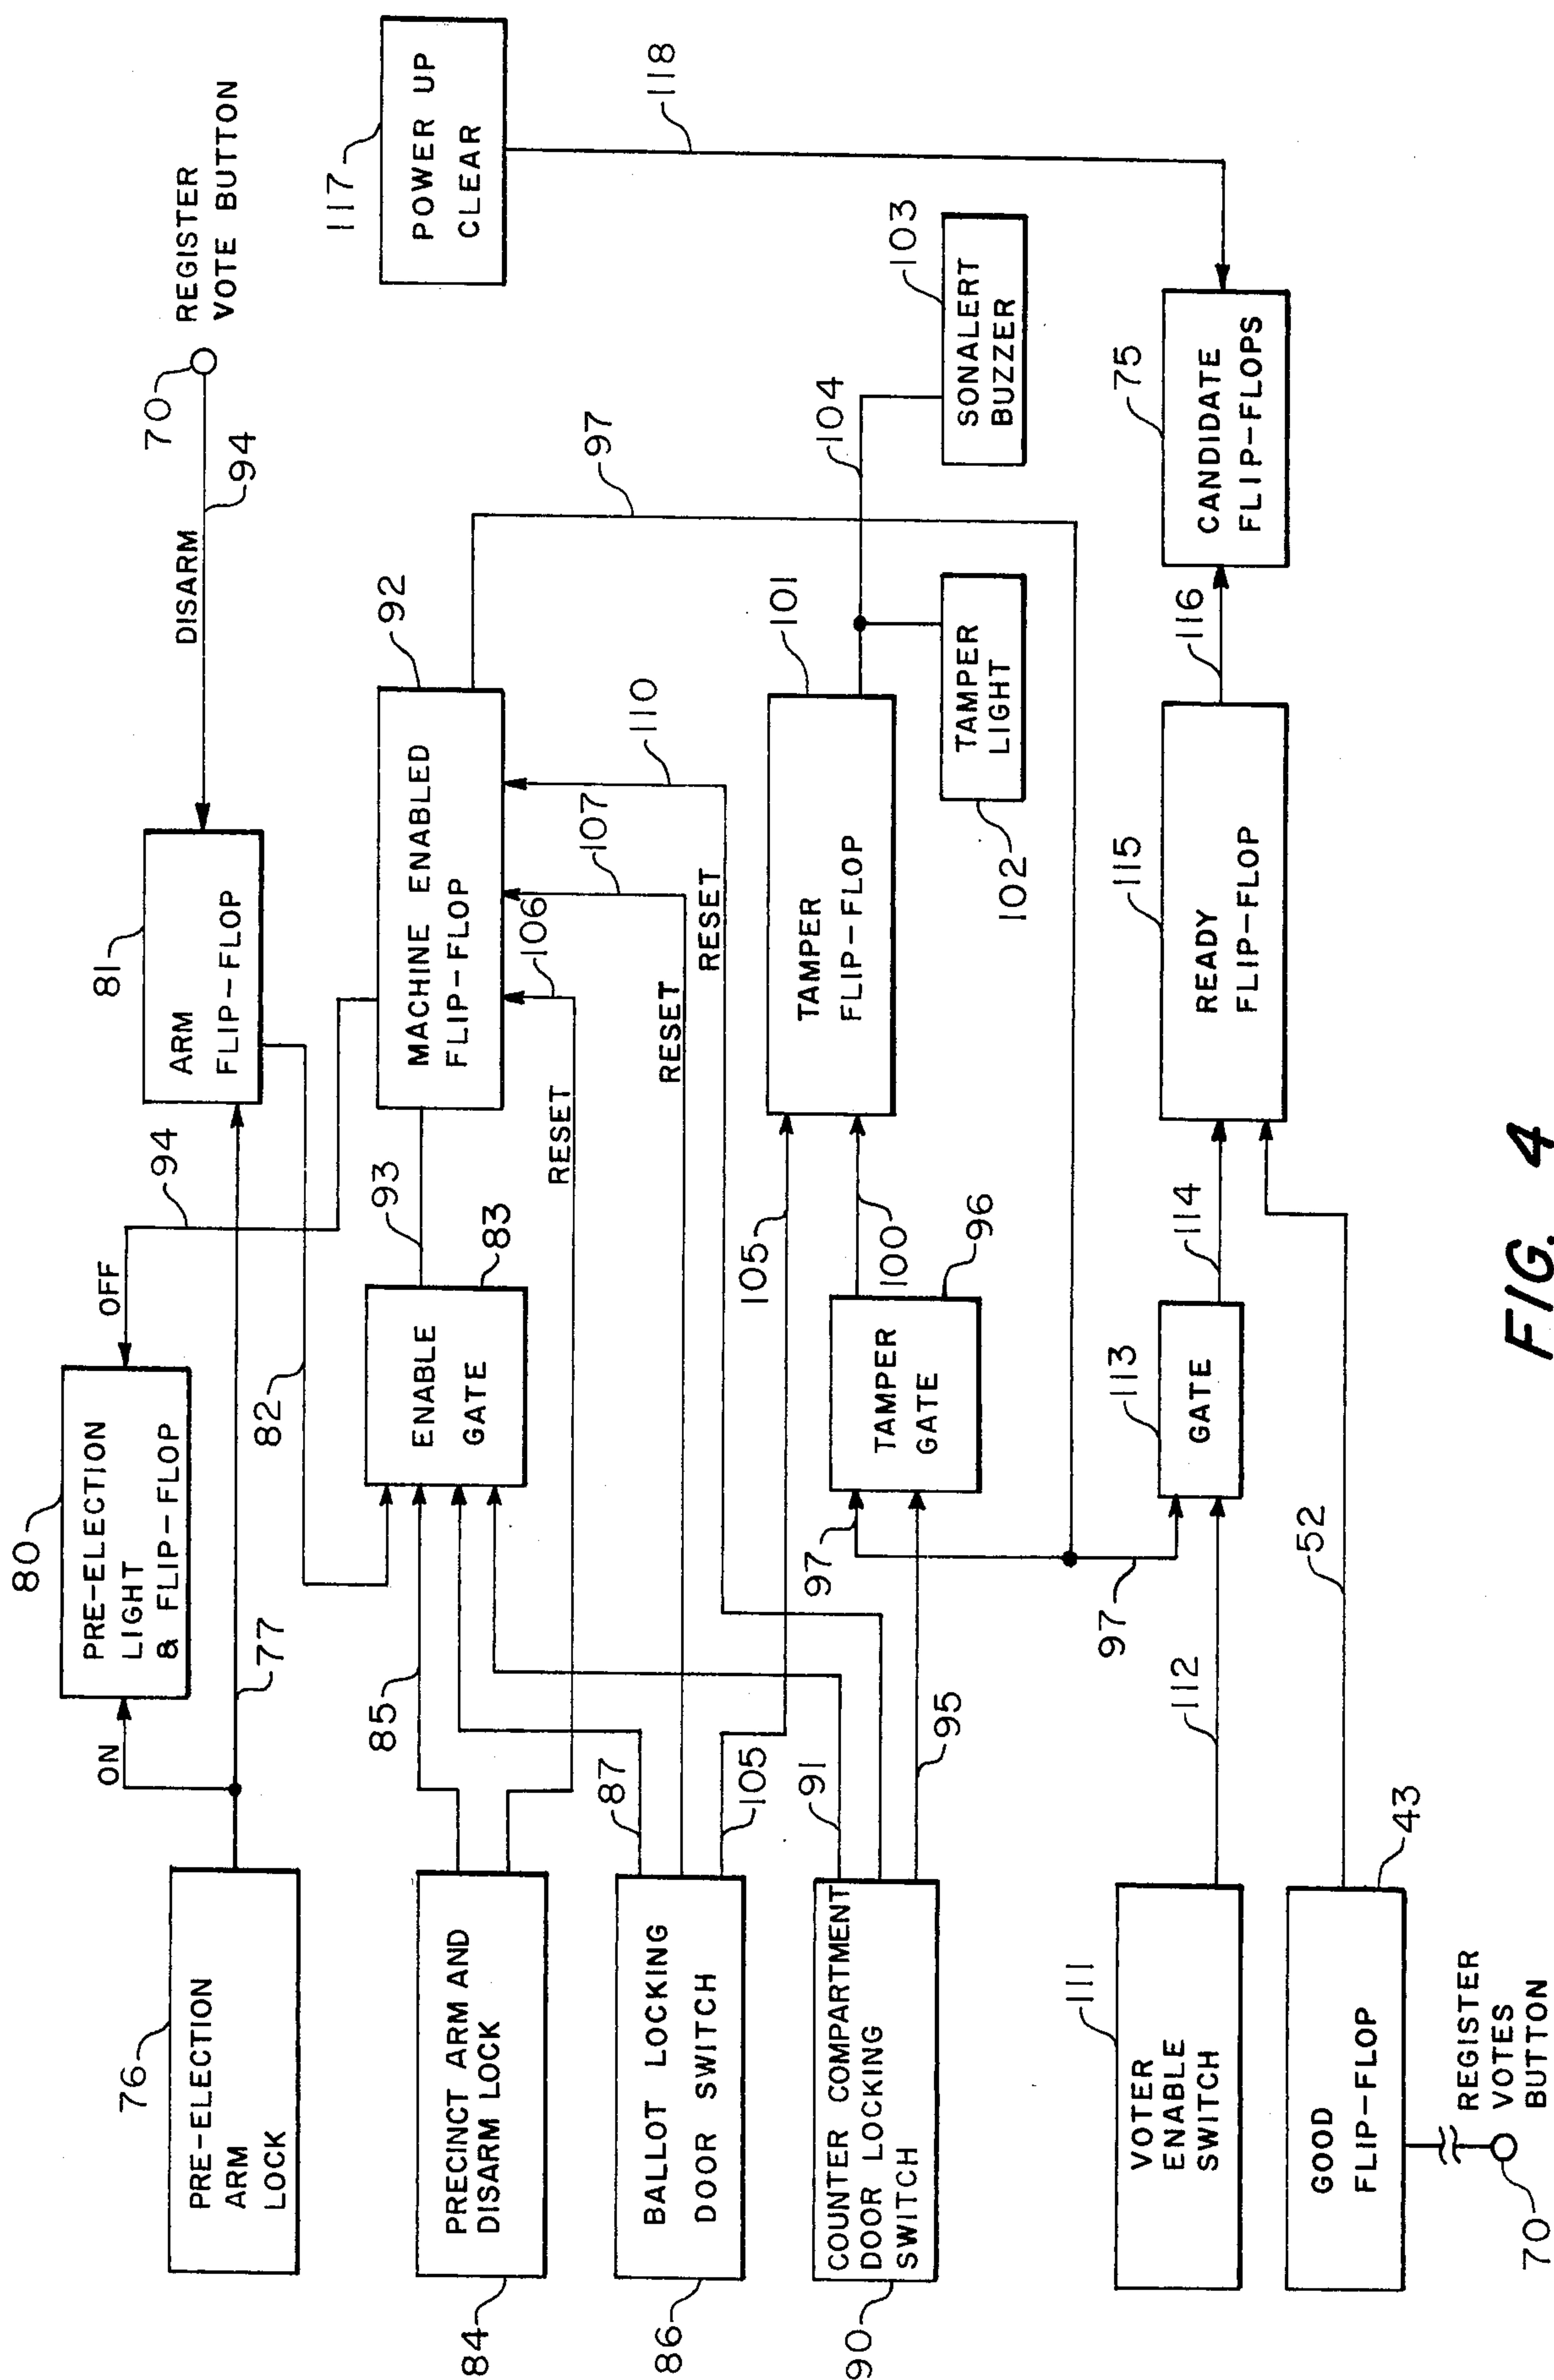 76
PRE-ELECTION
ARM
LOCK
77
ON
80
PRE-ELECTION
LIGHT
& FLIP-FLOP
OFF
94
81
ARM
FLIP-FLOP
DISARM
94
70
REGISTER
VOTE BUTTON
82
84
PRECINCT ARM AND
DISARM LOCK
85
ENABLE
GATE
83
93
MACHINE ENABLED
FLIP-FLOP
92
RESET
106
97
117
POWER UP
CLEAR
118
86
BALLOT LOCKING
DOOR SWITCH
87
105
RESET
107
90
COUNTER COMPARTMENT
DOOR LOCKING
SWITCH
91
95
RESET
110
105
97
TAMPER
GATE
96
100
TAMPER
FLIP-FLOP
101
104
TAMPER
LIGHT
102
SONALERT
BUZZER
103
111
VOTER
ENABLE
SWITCH
112
97
113
GATE
114
115
READY
FLIP-FLOP
116
75
CANDIDATE
FLIP-FLOPS
GOOD
FLIP-FLOP
43
52
70
REGISTER
VOTES
BUTTON
FIG. 4